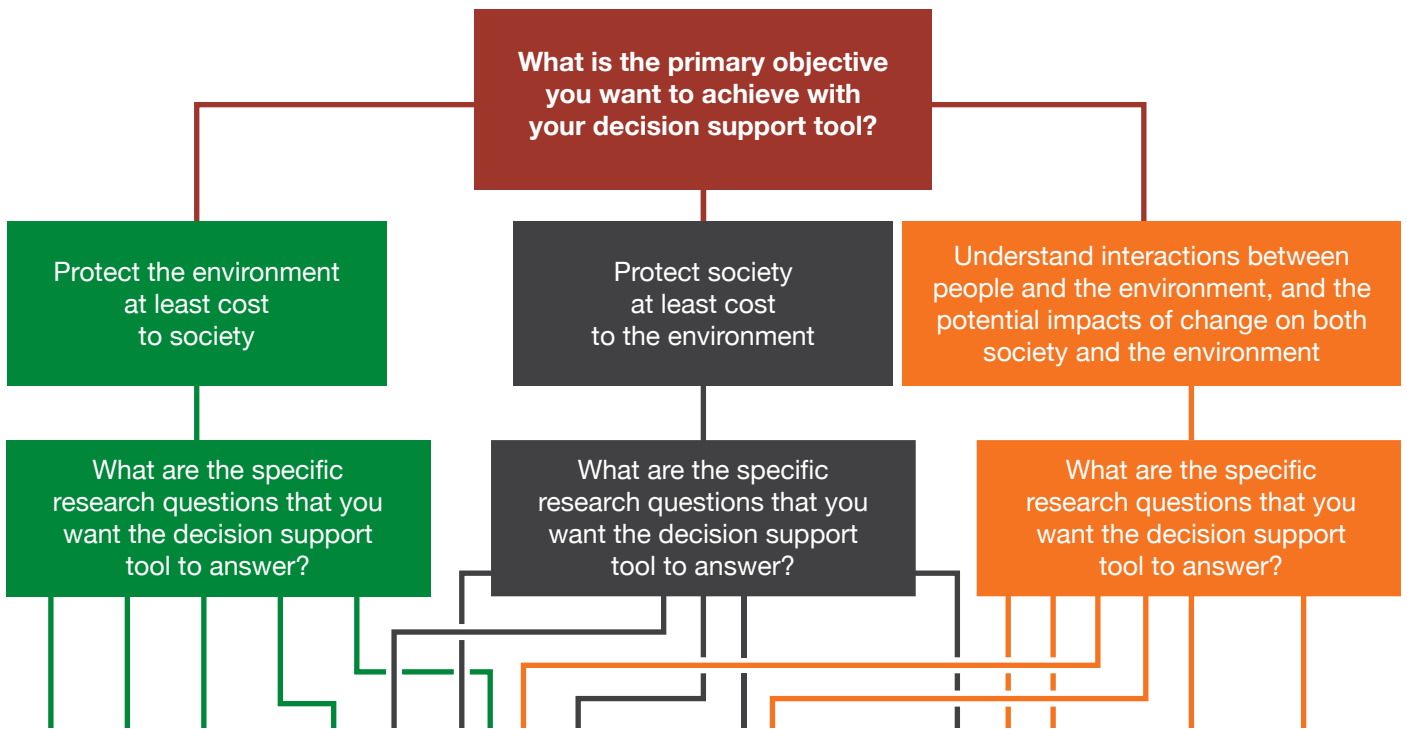 What is the primary objective
you want to achieve with
your decision support tool?
Protect the environment
at least cost
to society
Protect society
at least cost
to the environment
Understand interactions between
people and the environment, and the
potential impacts of change on both
society and the environment
What are the specific
research questions that you
want the decision support
tool to answer?
What are the specific
research questions that you
want the decision support
tool to answer?
What are the specific
research questions that you
want the decision support
tool to answer?